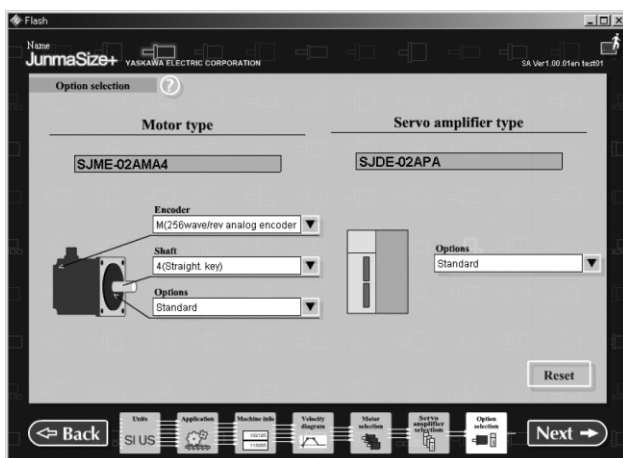 Flash
Name
JunmaSize+ YASKAWA ELECTRIC CORPORATION
SA Ver1.00.01en test01
Option selection ?
Motor type
Servo amplifier type
SJME-02AMA4
SJDE-02APA
Encoder
M(256wave/rev analog encoder
Shaft
4(Straight. key)
Options
Standard
Options
Standard
Reset
Back
Units
SI US
Application
Machine info
Velocity diagram
Motor selection
Servo amplifier selection
Option selection
Next